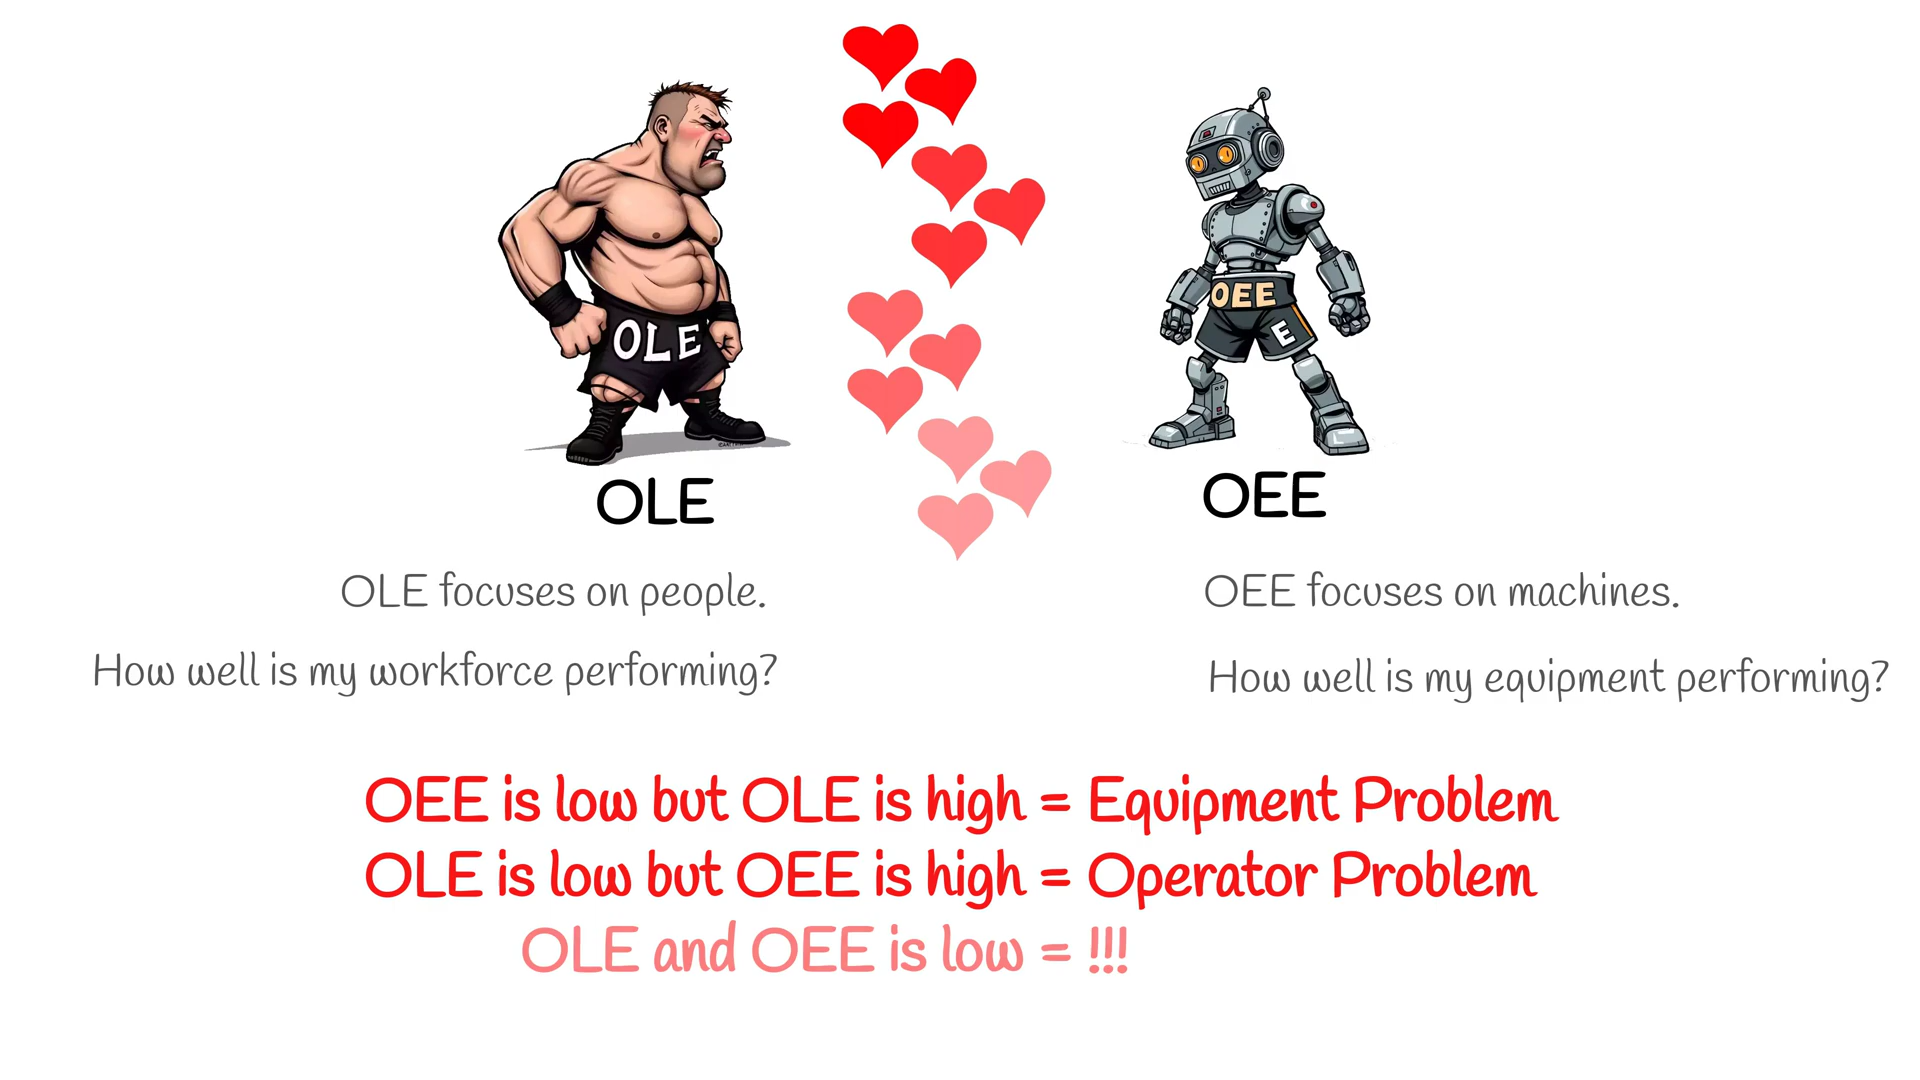 OLE
OEE
E
OLE
OEE
OLE focuses on people.
OEE focuses on machines.
How well is my workforce performing?
How well is my equipment performing?
OEE is low but OLE is high = Equipment Problem
OLE is low but OEE is high = Operator Problem
OLE and OEE is low = !!!